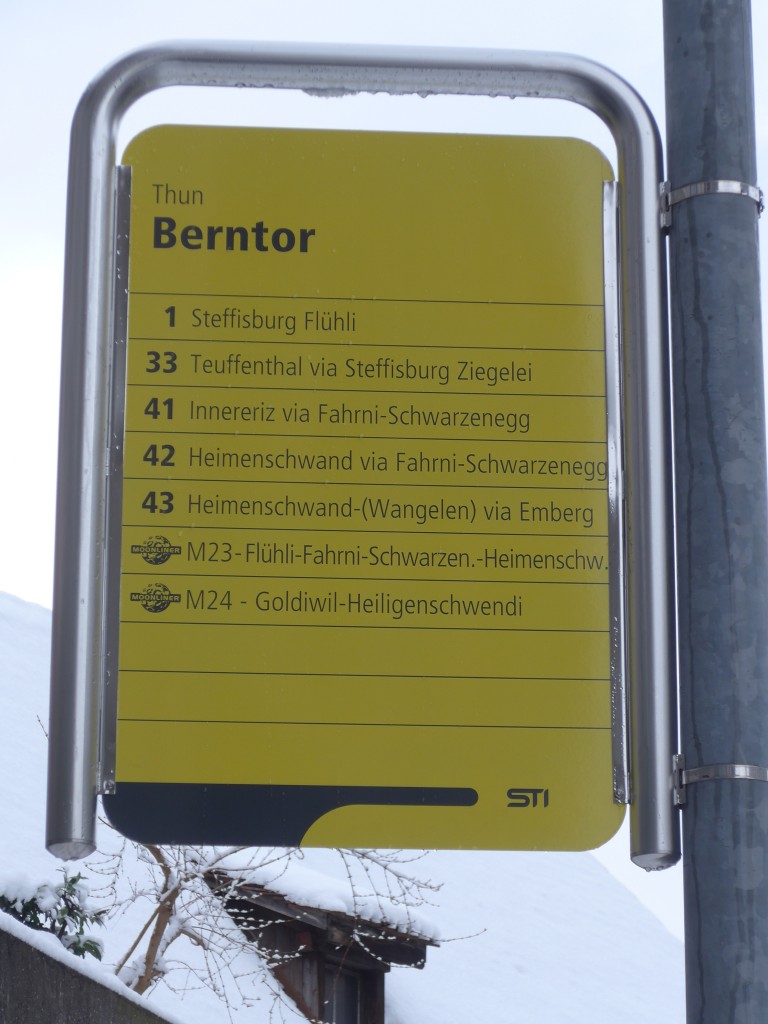 Thun
Berntor
1 Steffisburg Flühli
33 Teuffenthal via Steffisburg Ziegelei
41 Innereriz via Fahrni-Schwarzenegg
42 Heimenschwand via Fahrni-Schwarzenegg
43 Heimenschwand-(Wangelen) via Emberg
MOONLINER M23-Flühli-Fahrni-Schwarzen.-Heimenschw.
MOONLINER M24 - Goldiwil-Heiligenschwendi
STI